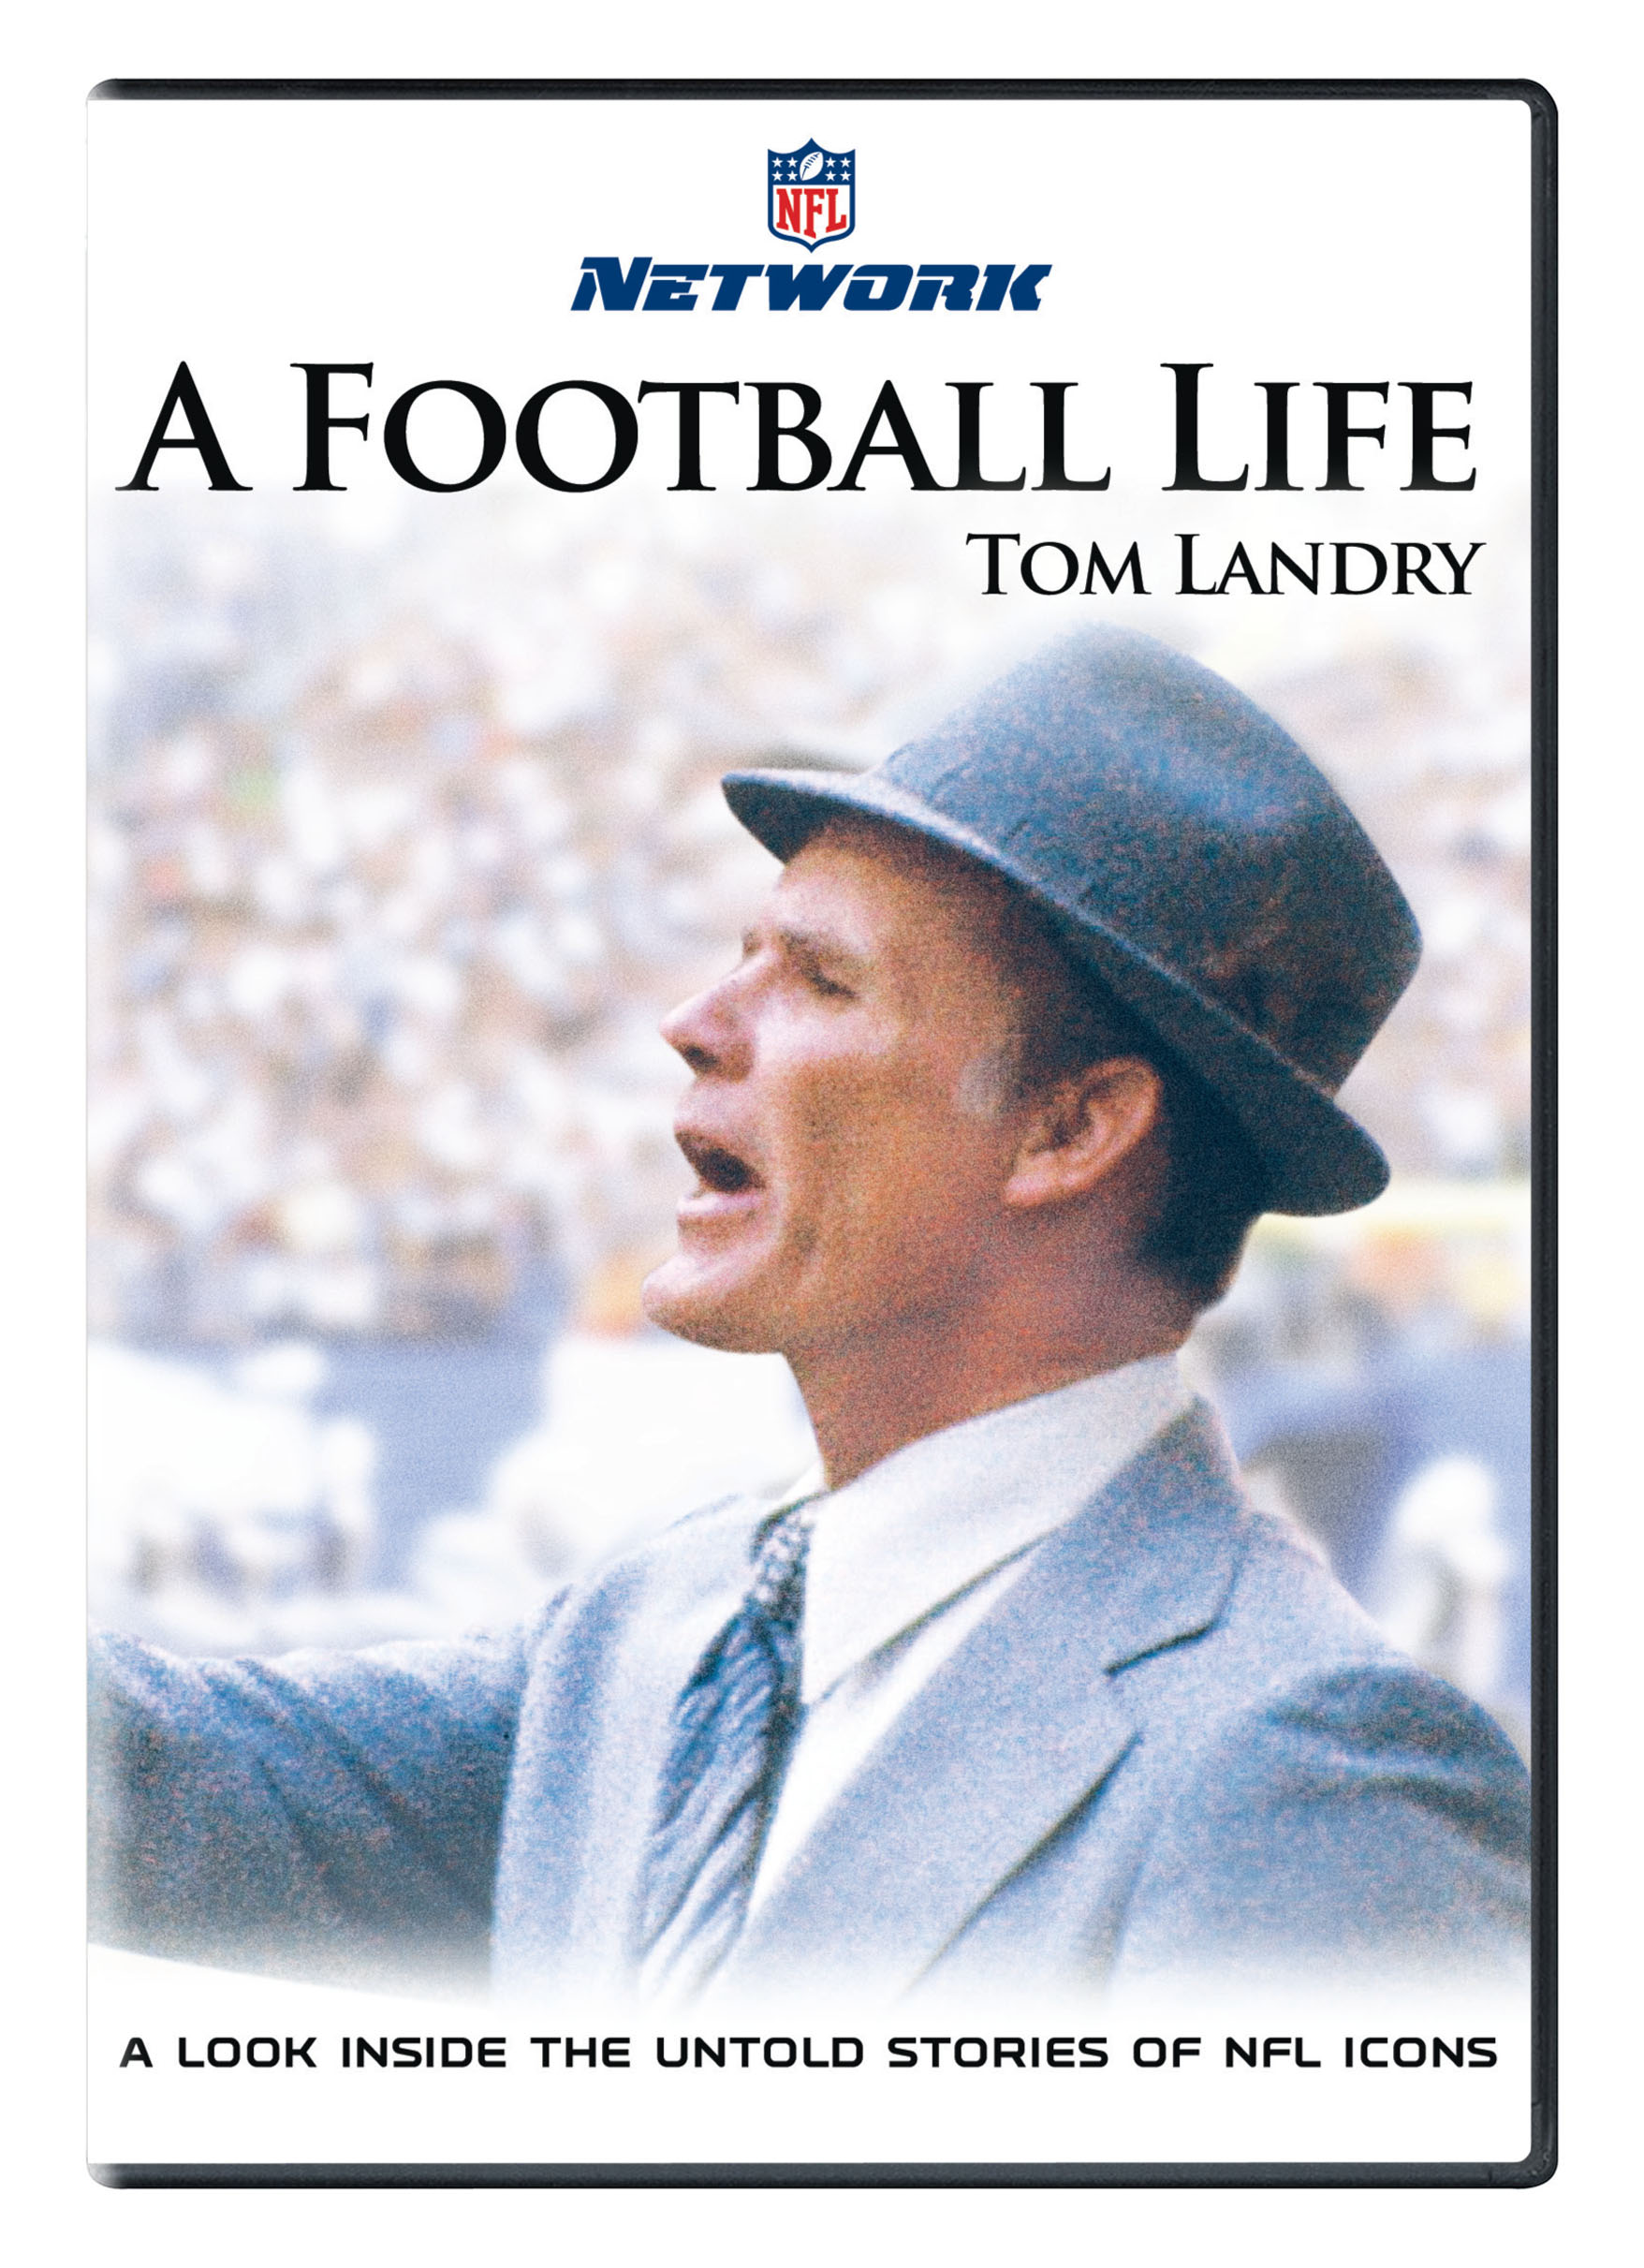 NFL
NETWORK
A FOOTBALL LIFE
TOM LANDRY
A LOOK INSIDE THE UNTOLD STORIES OF NFL ICONS